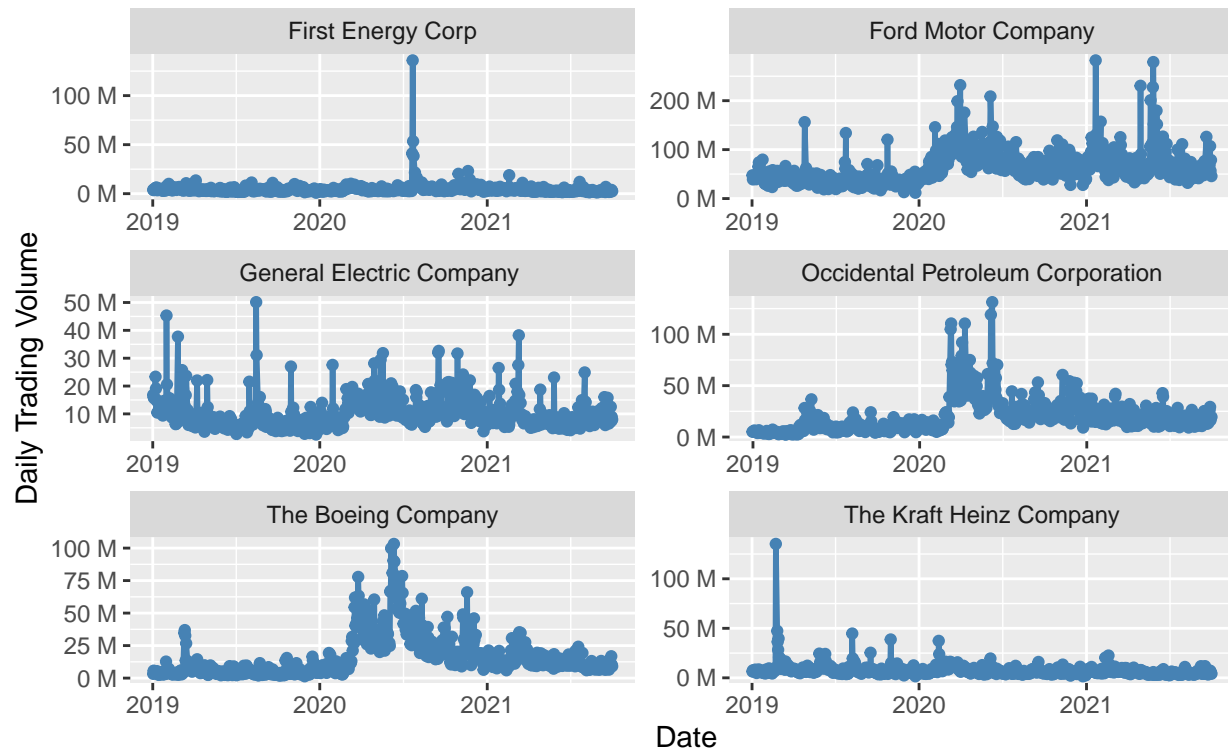 First Energy Corp
Ford Motor Company
100 M
50 M
0 M
2019 2020 2021
200 M
100 M
0 M
2019 2020 2021
General Electric Company
Occidental Petroleum Corporation
50 M
40 M
30 M
20 M
10 M
2019 2020 2021
100 M
50 M
0 M
2019 2020 2021
The Boeing Company
The Kraft Heinz Company
100 M
75 M
50 M
25 M
0 M
2019 2020 2021
100 M
50 M
0 M
2019 2020 2021
Daily Trading Volume
Date